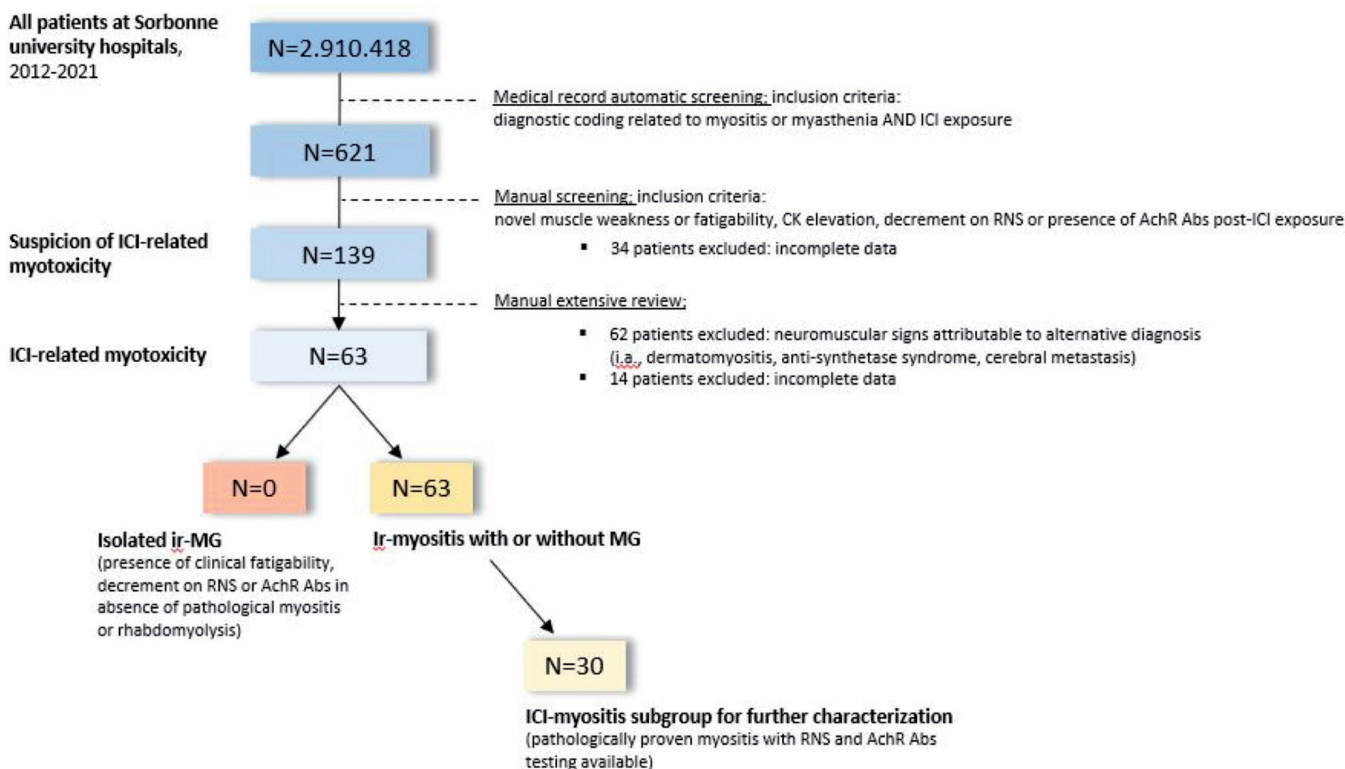 All patients at Sorbonne
university hospitals,
2012-2021
N=2.910.418
Medical record automatic screening; inclusion criteria:
diagnostic coding related to myositis or myasthenia AND ICI exposure
N=621
Manual screening; inclusion criteria:
novel muscle weakness or fatigability, CK elevation, decrement on RNS or presence of AchR Abs post-ICI exposure
▪ 34 patients excluded: incomplete data
Suspicion of ICI-related
myotoxicity
N=139
Manual extensive review;
▪ 62 patients excluded: neuromuscular signs attributable to alternative diagnosis
(i.a., dermatomyositis, anti-synthetase syndrome, cerebral metastasis)
▪ 14 patients excluded: incomplete data
ICI-related myotoxicity
N=63
N=0
N=63
Isolated ir-MG
(presence of clinical fatigability,
decrement on RNS or AchR Abs in
absence of pathological myositis
or rhabdomyolysis)
Ir-myositis with or without MG
N=30
ICI-myositis subgroup for further characterization
(pathologically proven myositis with RNS and AchR Abs
testing available)